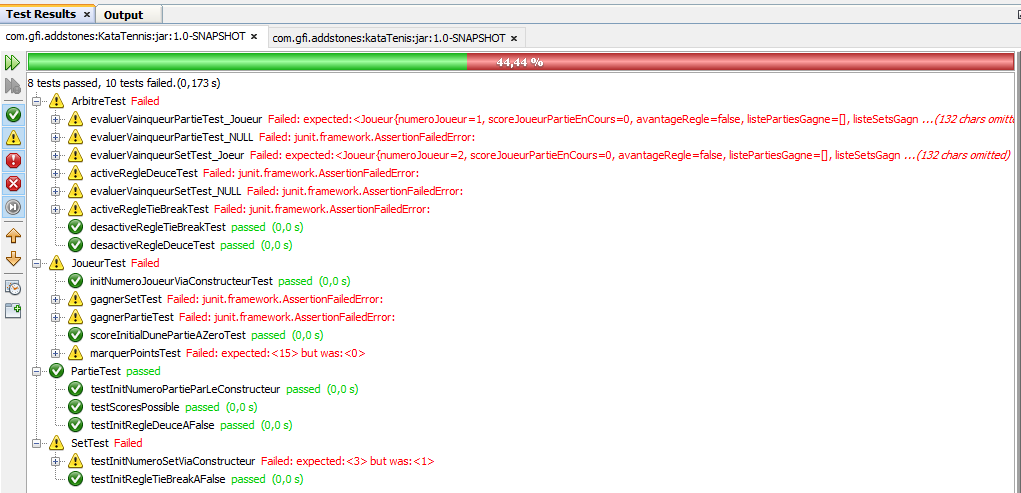 Test Results × Output
com.gfi.addstones:KataTennis:jar:1.0-SNAPSHOT × com.gfi.addstones:KataTenis:jar:1.0-SNAPSHOT ×
44,44 %
8 tests passed, 10 tests failed.(0,173 s)
ArbitreTest Failed
evaluerVainqueurPartieTest_Joueur Failed: expected:<Joueur{numeroJoueur=1, scoreJoueurPartieEnCours=0, avantageRegle=false, listePartiesGagne=[], listeSetsGagn ...(132 chars omitt
evaluerVainqueurPartieTest_NULL Failed: junit.framework.AssertionFailedError:
evaluerVainqueurSetTest_Joeur Failed: expected:<Joueur{numeroJoueur=2, scoreJoueurPartieEnCours=0, avantageRegle=false, listePartiesGagne=[], listeSetsGagn ...(132 chars omitted)
activeRegleDeuceTest Failed: junit.framework.AssertionFailedError:
evaluerVainqueurSetTest_NULL Failed: junit.framework.AssertionFailedError:
activeRegleTieBreakTest Failed: junit.framework.AssertionFailedError:
desactiveRegleTieBreakTest passed (0,0 s)
desactiveRegleDeuceTest passed (0,0 s)
JoueurTest Failed
initNumeroJoueurViaConstructeurTest passed (0,0 s)
gagnerSetTest Failed: junit.framework.AssertionFailedError:
gagnerPartieTest Failed: junit.framework.AssertionFailedError:
scoreInitialDunePartieAZeroTest passed (0,0 s)
marquerPointsTest Failed: expected:<15> but was:<0>
PartieTest passed
testInitNumeroPartieParLeConstructeur passed (0,0 s)
testScoresPossible passed (0,0 s)
testInitRegleDeuceAFalse passed (0,0 s)
SetTest Failed
testInitNumeroSetViaConstructeur Failed: expected:<3> but was:<1>
testInitRegleTieBreakAFalse passed (0,0 s)